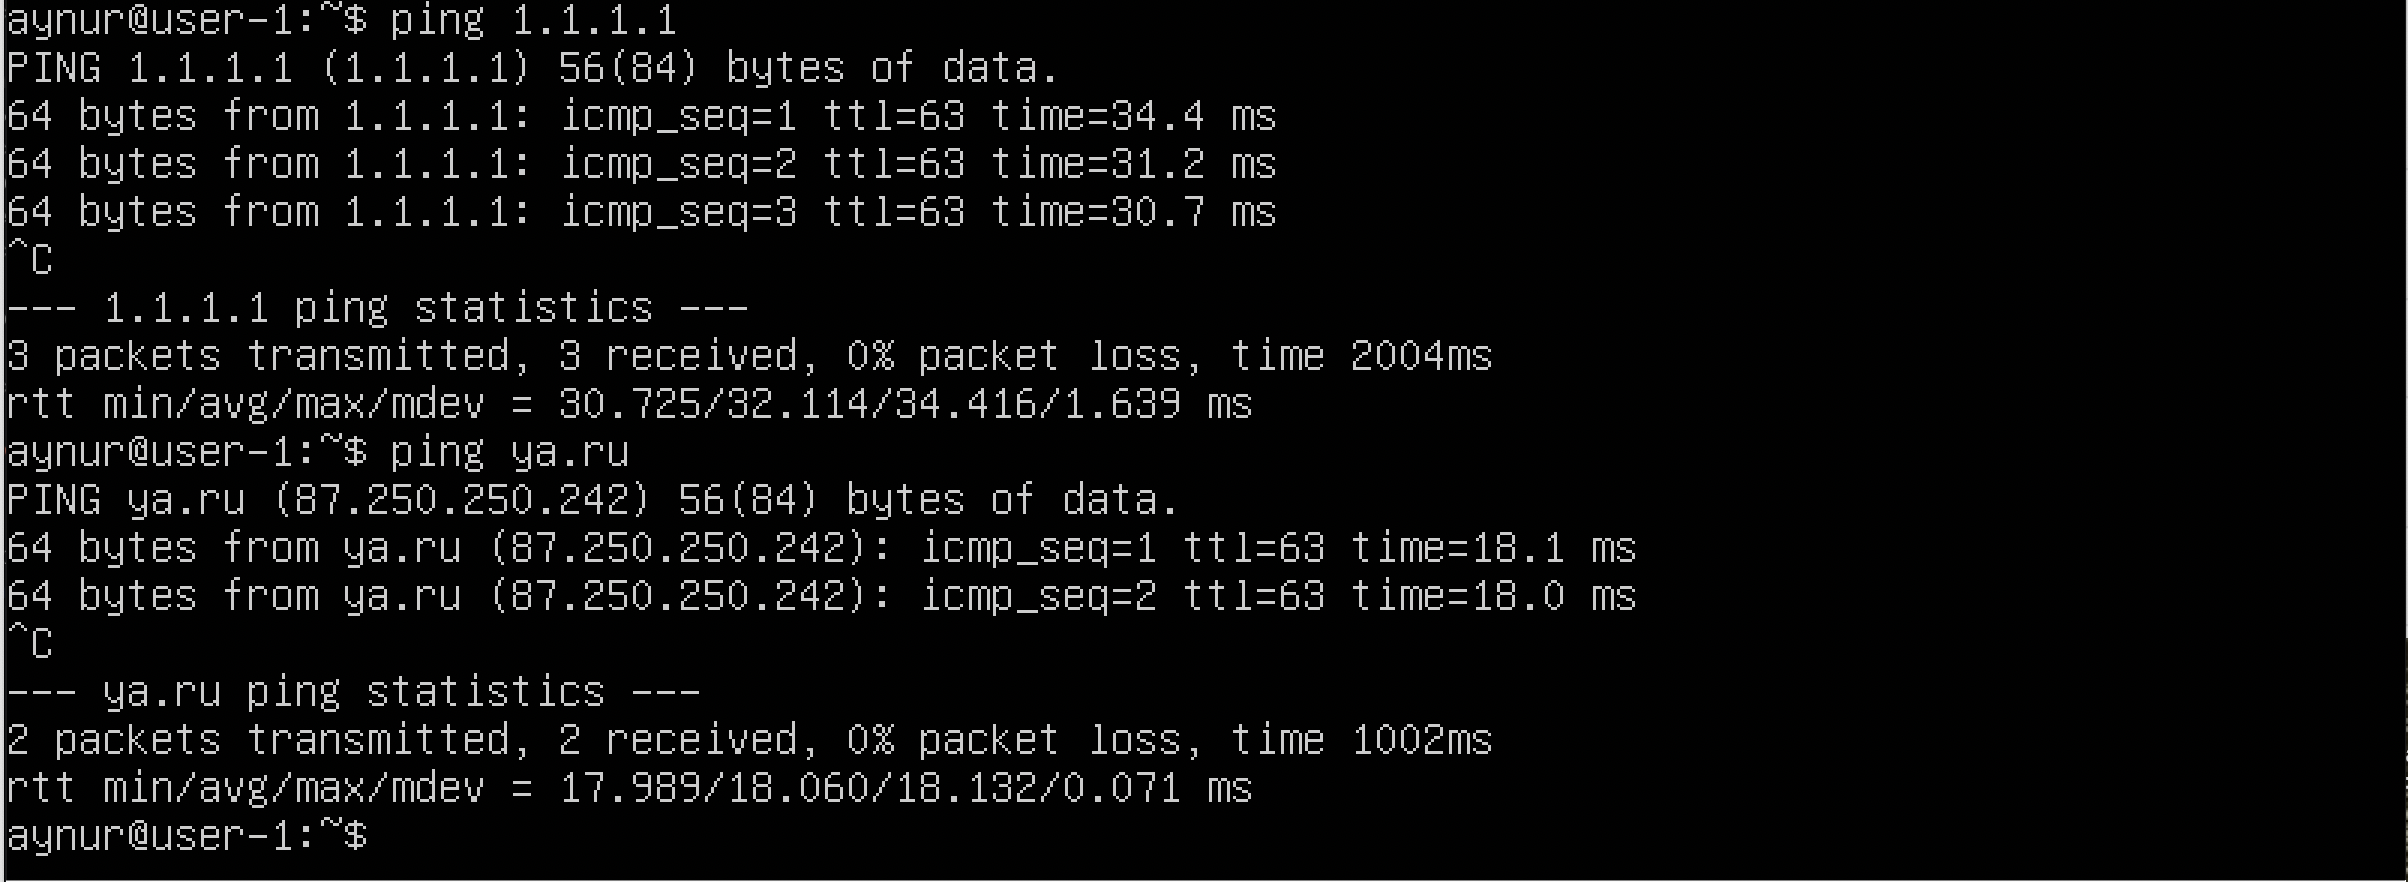 aynur@user-1:~$ ping 1.1.1.1
PING 1.1.1.1 (1.1.1.1) 56(84) bytes of data.
64 bytes from 1.1.1.1: icmp_seq=1 ttl=63 time=34.4 ms
64 bytes from 1.1.1.1: icmp_seq=2 ttl=63 time=31.2 ms
64 bytes from 1.1.1.1: icmp_seq=3 ttl=63 time=30.7 ms
^C
--- 1.1.1.1 ping statistics ---
3 packets transmitted, 3 received, 0% packet loss, time 2004ms
rtt min/avg/max/mdev = 30.725/32.114/34.416/1.639 ms
aynur@user-1:~$ ping ya.ru
PING ya.ru (87.250.250.242) 56(84) bytes of data.
64 bytes from ya.ru (87.250.250.242): icmp_seq=1 ttl=63 time=18.1 ms
64 bytes from ya.ru (87.250.250.242): icmp_seq=2 ttl=63 time=18.0 ms
^C
--- ya.ru ping statistics ---
2 packets transmitted, 2 received, 0% packet loss, time 1002ms
rtt min/avg/max/mdev = 17.989/18.060/18.132/0.071 ms
aynur@user-1:~$